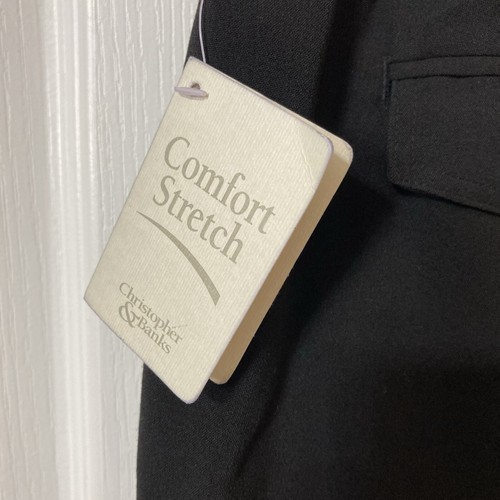 Comfort
Stretch
Christopher
& Banks